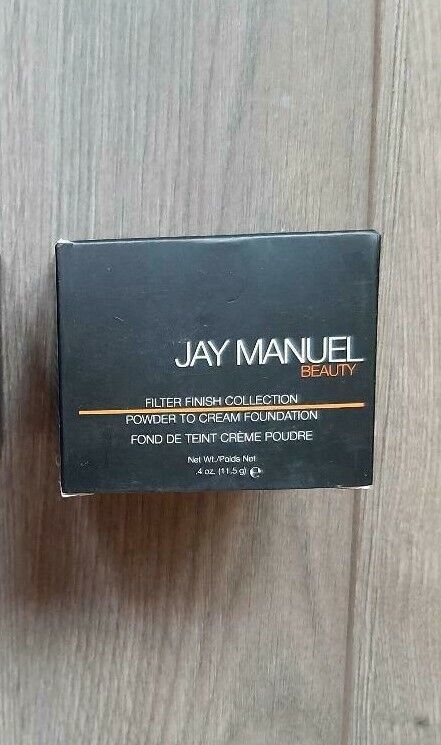 JAY MANUEL
BEAUTY
FILTER FINISH COLLECTION
POWDER TO CREAM FOUNDATION
FOND DE TEINT CRÈME POUDRE
Net Wt./Poids Net
.4 oz. (11.5 g) ℮